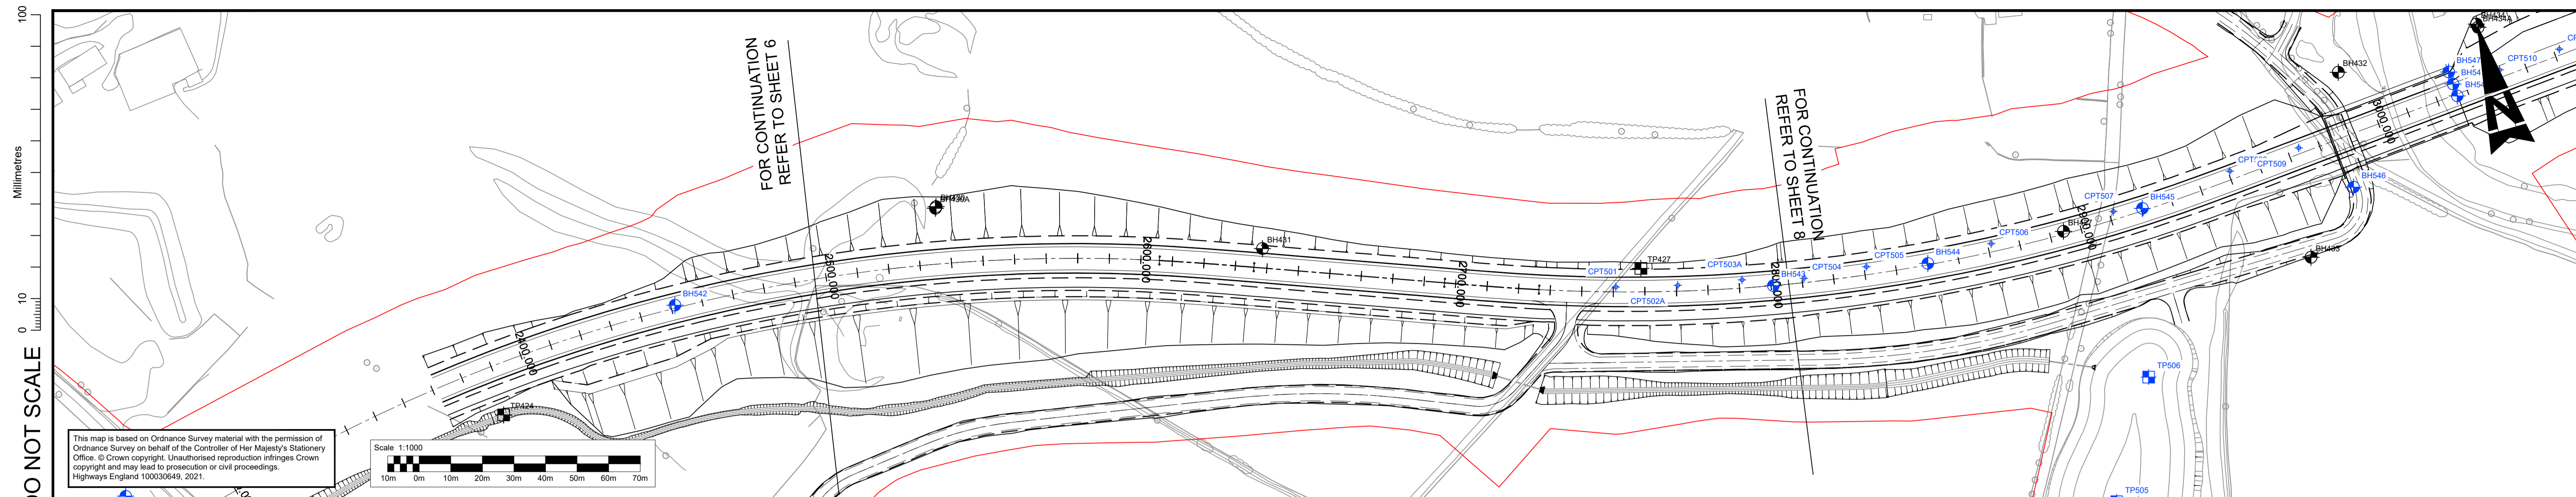 100
Millimetres
10
0
DO NOT SCALE
FOR CONTINUATION
REFER TO SHEET 6
FOR CONTINUATION
REFER TO SHEET 8
BH434A
BH432
BH547
CPT510
CPT509
BH546
CPT507
BH545
BH430A
BH431
2500.000
2600.000
2700.000
2800.000
2900.000
3000.000
2400.000
BH542
TP427
CPT501
CPT502A
CPT503A
BH543
CPT504
CPT505
BH544
CPT506
BH433
TP506
TP505
TP424
This map is based on Ordnance Survey material with the permission of
Ordnance Survey on behalf of the Controller of Her Majesty's Stationery
Office. © Crown copyright. Unauthorised reproduction infringes Crown
copyright and may lead to prosecution or civil proceedings.
Highways England 100030649, 2021.
Scale 1:1000
10m 0m 10m 20m 30m 40m 50m 60m 70m
N